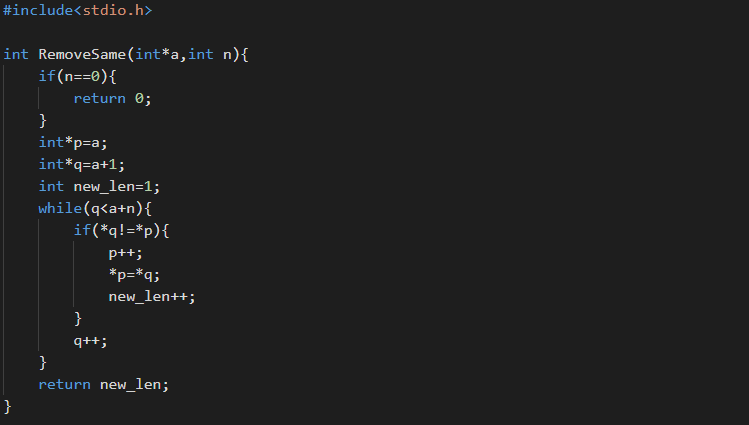 #include<stdio.h>
int RemoveSame(int*a,int n){
if(n==0){
return 0;
}
int*p=a;
int*q=a+1;
int new_len=1;
while(q<a+n){
if(*q!=*p){
p++;
*p=*q;
new_len++;
}
q++;
}
return new_len;
}